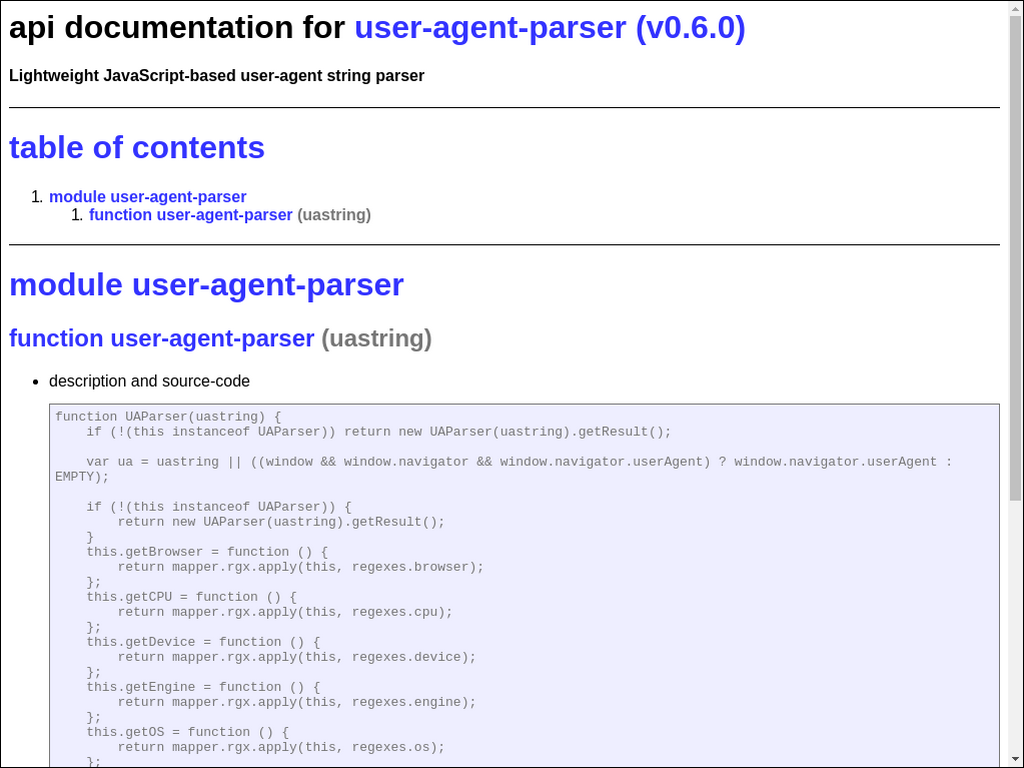 api documentation for user-agent-parser (v0.6.0)
Lightweight JavaScript-based user-agent string parser
table of contents
1. module user-agent-parser
1. function user-agent-parser (uastring)
module user-agent-parser
function user-agent-parser (uastring)
• description and source-code
function UAParser(uastring) {
    if (!(this instanceof UAParser)) return new UAParser(uastring).getResult();

    var ua = uastring || ((window && window.navigator && window.navigator.userAgent) ? window.navigator.userAgent :
EMPTY);

    if (!(this instanceof UAParser)) {
        return new UAParser(uastring).getResult();
    }
    this.getBrowser = function () {
        return mapper.rgx.apply(this, regexes.browser);
    };
    this.getCPU = function () {
        return mapper.rgx.apply(this, regexes.cpu);
    };
    this.getDevice = function () {
        return mapper.rgx.apply(this, regexes.device);
    };
    this.getEngine = function () {
        return mapper.rgx.apply(this, regexes.engine);
    };
    this.getOS = function () {
        return mapper.rgx.apply(this, regexes.os);
    };